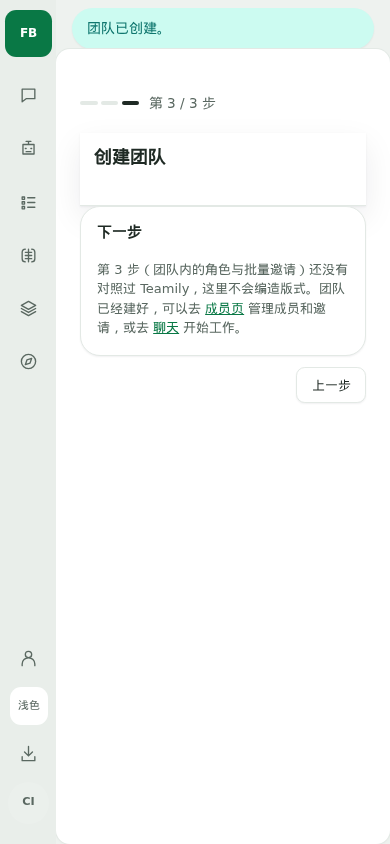 FB
团队已创建。
第 3 / 3 步
创建团队
下一步
第 3 步（团队内的角色与批量邀请）还没有
对照过 Teamily，这里不会编造版式。团队
已经建好，可以去 成员页 管理成员和邀
请，或去 聊天 开始工作。
上一步
浅色
CI